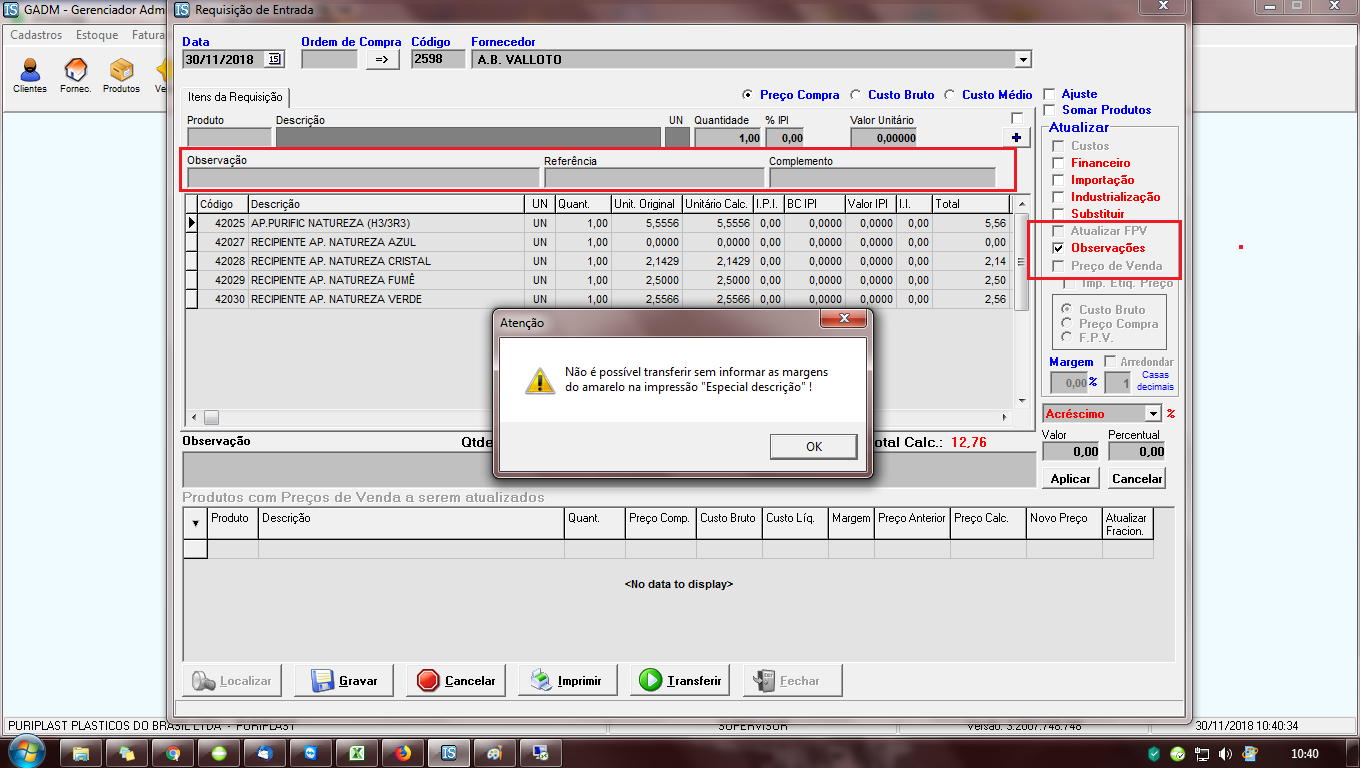 GADM - Gerenciador Admi
Requisição de Entrada
Cadastros Estoque Fatura
Clientes Fornec. Produtos Ve
Data Ordem de Compra Código Fornecedor
30/11/2018 15 => 2598 A.B. VALLOTO
Itens da Requisição
Preço Compra Custo Bruto Custo Médio
Ajuste
Somar Produtos
Produto Descrição UN Quantidade % IPI Valor Unitário
1,00 0,00 0,00000 +
Observação Referência Complemento
Código Descrição UN Quant. Unit. Original Unitário Calc. I.P.I. BC IPI Valor IPI I.I. Total
42025 AP.PURIFIC NATUREZA (H3/3R3) UN 1,00 5,5556 5,5556 0,00 0,0000 0,0000 0,00 5,56
42027 RECIPIENTE AP. NATUREZA AZUL UN 1,00 0,0000 0,0000 0,00 0,0000 0,0000 0,00 0,00
42028 RECIPIENTE AP. NATUREZA CRISTAL UN 1,00 2,1429 2,1429 0,00 0,0000 0,0000 0,00 2,14
42029 RECIPIENTE AP. NATUREZA FUMÊ UN 1,00 2,5000 2,5000 0,00 0,0000 0,0000 0,00 2,50
42030 RECIPIENTE AP. NATUREZA VERDE UN 1,00 2,5566 2,5566 0,00 0,0000 0,0000 0,00 2,56
Atualizar
Custos
Financeiro
Importação
Industrialização
Substituir
Atualizar FPV
Observações
Preço de Venda
Imp. Etiq. Preço
Custo Bruto
Preço Compra
F.P.V.
Margem Arredondar
0,00 % 1 Casas
decimais
Acréscimo %
Valor Percentual
0,00 0,00
Aplicar Cancelar
Atenção
Não é possível transferir sem informar as margens
do amarelo na impressão "Especial descrição" !
OK
Observação Qtde otal Calc.: 12,76
Produtos com Preços de Venda a serem atualizados
Produto Descrição Quant. Preço Comp. Custo Bruto Custo Líq. Margem Preço Anterior Preço Calc. Novo Preço Atualizar
Fracion.
<No data to display>
Localizar Gravar Cancelar Imprimir Transferir Fechar
PURIPLAST PLASTICOS DO BRASIL LTDA - PURIPLAST SUPERVISOR Versão: 3.2007.748.748 30/11/2018 10:40:34
10:40